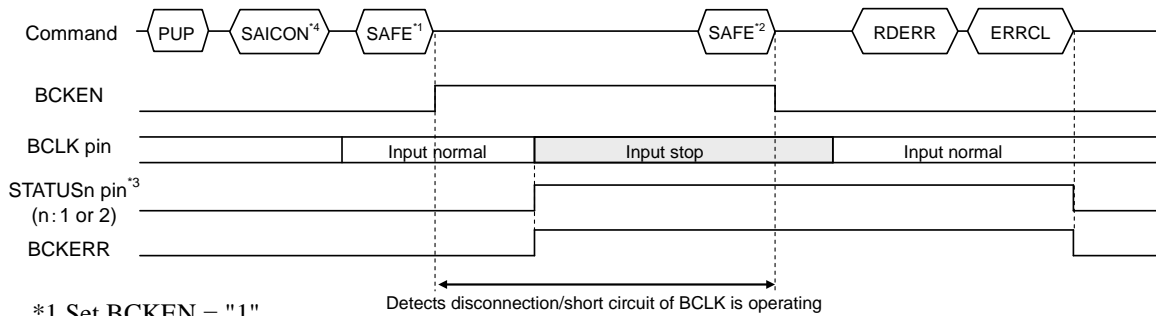 Command PUP SAICON*4 SAFE*1 SAFE*2 RDERR ERRCL
BCKEN
BCLK pin Input normal Input stop Input normal
STATUSn pin*3
(n: 1 or 2)
BCKERR
Detects disconnection/short circuit of BCLK is operating
*1 Set BCKEN = "1"